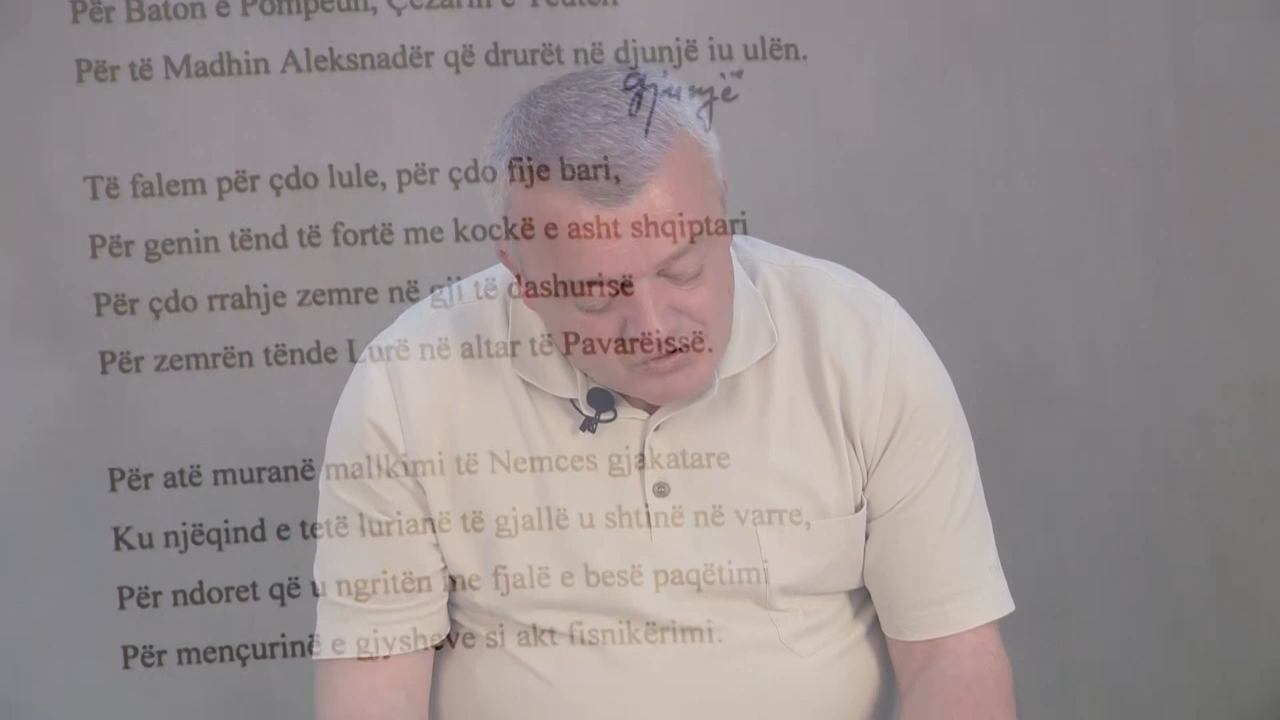 Për Baton e Pompeun, Çezarin e Teutën
Për të Madhin Aleksnadër që drurët në djunjë iu ulën.
gjunjë
Të falem për çdo lule, për çdo fije bari,
Për genin tënd të fortë me kockë e asht shqiptari
Për çdo rrahje zemre në gji të dashurisë
Për zemrën tënde Lurë në altar të Pavarëissë.
Për atë muranë mallkimi të Nemces gjakatare
Ku njëqind e tetë lurianë të gjallë u shtinë në varre,
Për ndoret që u ngritën me fjalë e besë paqëtimi
Për mençurinë e gjysheve si akt fisnikërimi.